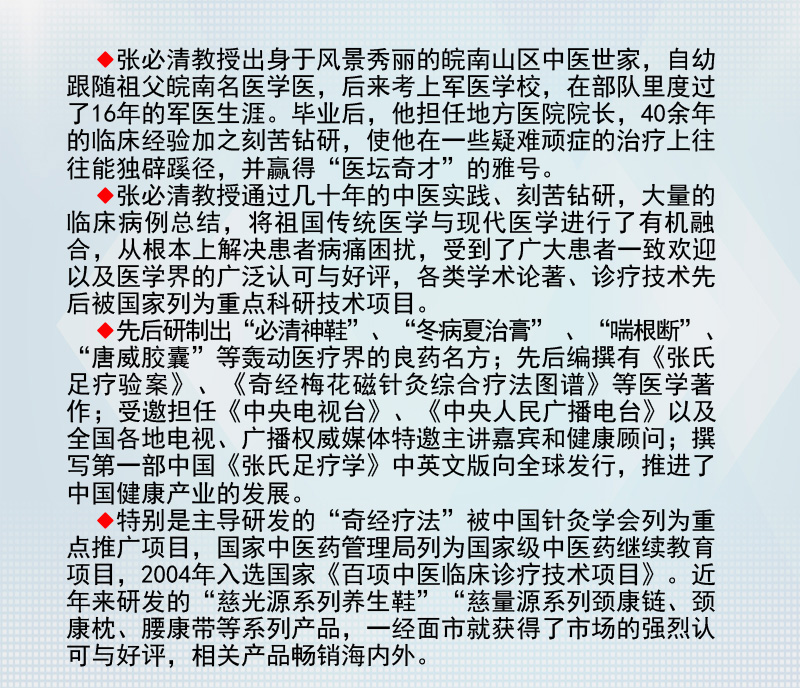 ◆张必清教授出身于风景秀丽的皖南山区中医世家，自幼
跟随祖父皖南名医学医，后来考上军医学校，在部队里度过
了16年的军医生涯。毕业后，他担任地方医院院长，40余年
的临床经验加之刻苦钻研，使他在一些疑难顽症的治疗上往
往能独辟蹊径，并赢得“医坛奇才”的雅号。
◆张必清教授通过几十年的中医实践、刻苦钻研，大量的
临床病例总结，将祖国传统医学与现代医学进行了有机融
合，从根本上解决患者病痛困扰，受到了广大患者一致欢迎
以及医学界的广泛认可与好评，各类学术论著、诊疗技术先
后被国家列为重点科研技术项目。
◆先后研制出“必清神鞋”、“冬病夏治膏”、“喘根断”、
“唐威胶囊”等轰动医疗界的良药名方；先后编撰有《张氏
足疗验案》、《奇经梅花磁针灸综合疗法图谱》等医学著
作；受邀担任《中央电视台》、《中央人民广播电台》以及
全国各地电视、广播权威媒体特邀主讲嘉宾和健康顾问；撰
写第一部中国《张氏足疗学》中英文版向全球发行，推进了
中国健康产业的发展。
◆特别是主导研发的“奇经疗法”被中国针灸学会列为重
点推广项目，国家中医药管理局列为国家级中医药继续教育
项目，2004年入选国家《百项中医临床诊疗技术项目》。近
年来研发的“慈光源系列养生鞋”“慈量源系列颈康链、颈
康枕、腰康带等系列产品，一经面市就获得了市场的强烈认
可与好评，相关产品畅销海内外。